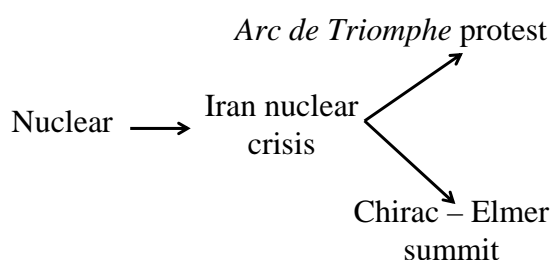 Arc de Triomphe protest
Nuclear
Iran nuclear
crisis
Chirac – Elmer
summit